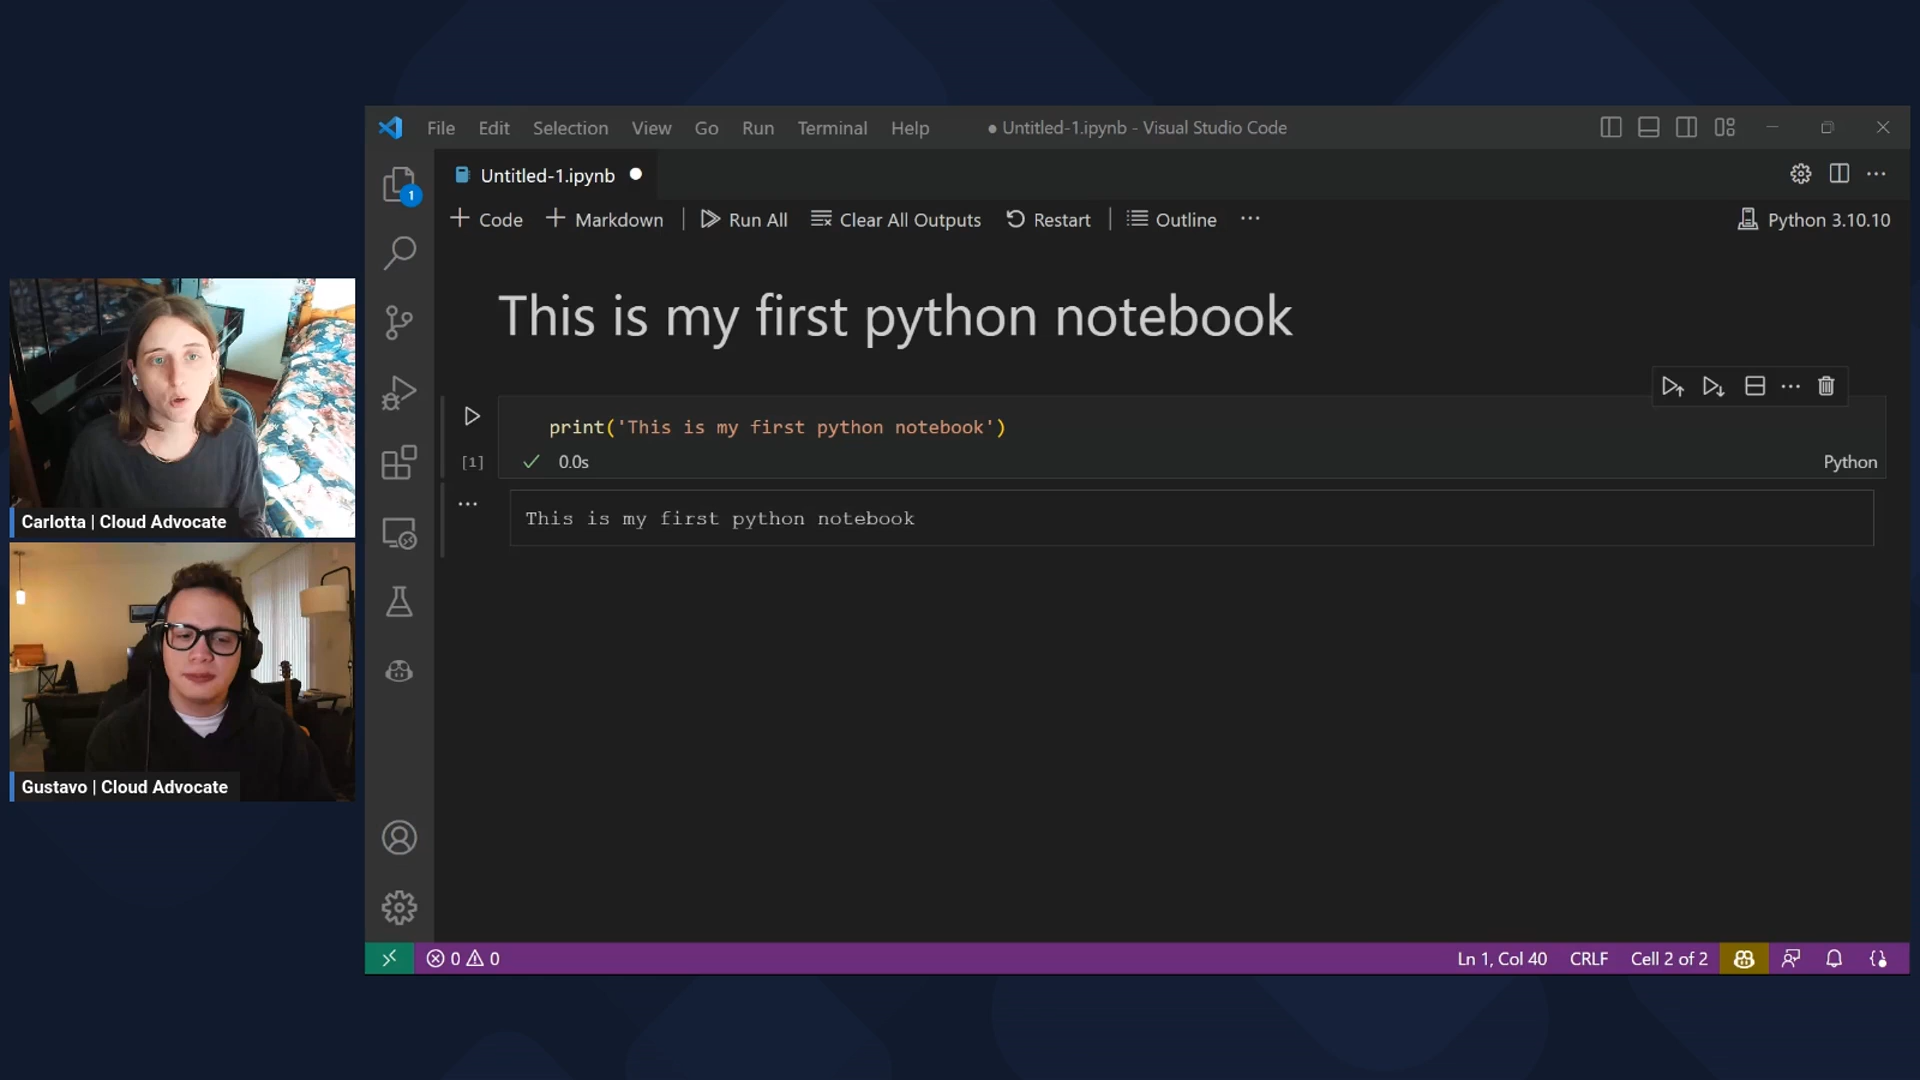 File Edit Selection View Go Run Terminal Help ● Untitled-1.ipynb - Visual Studio Code
Untitled-1.ipynb
1
+ Code + Markdown | Run All Clear All Outputs Restart | Outline ··· Python 3.10.10
This is my first python notebook
print('This is my first python notebook')
[1] 0.0s Python
This is my first python notebook
Carlotta | Cloud Advocate
Gustavo | Cloud Advocate
0 0 Ln 1, Col 40 CRLF Cell 2 of 2